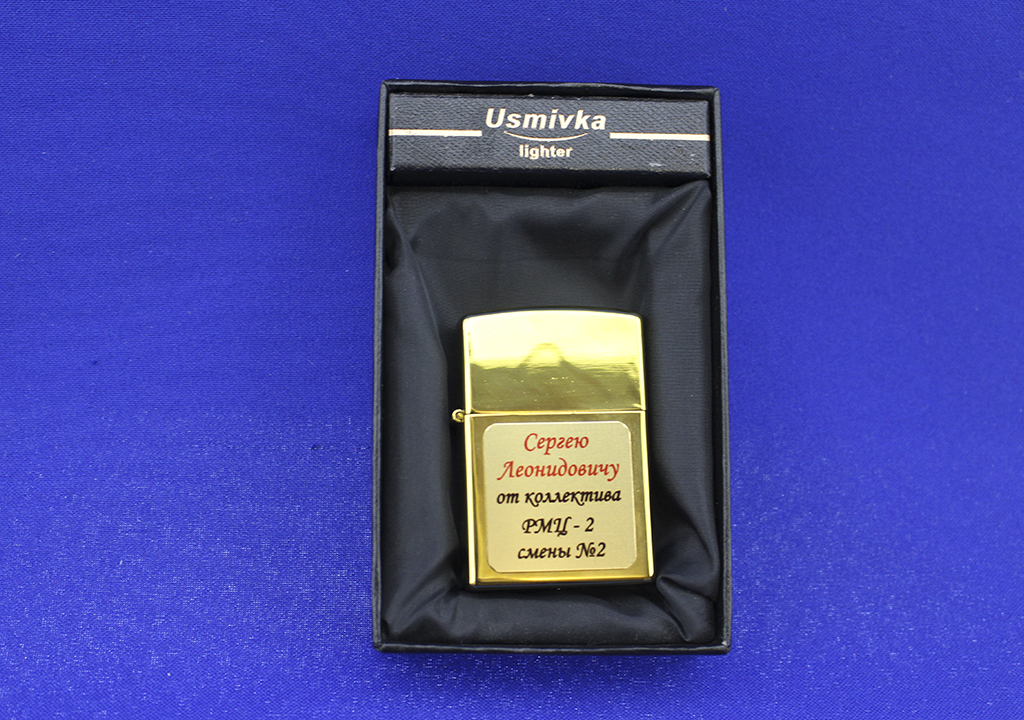 Usmivka
lighter
Сергею
Леонидовичу
от коллектива
РМЦ - 2
смены №2